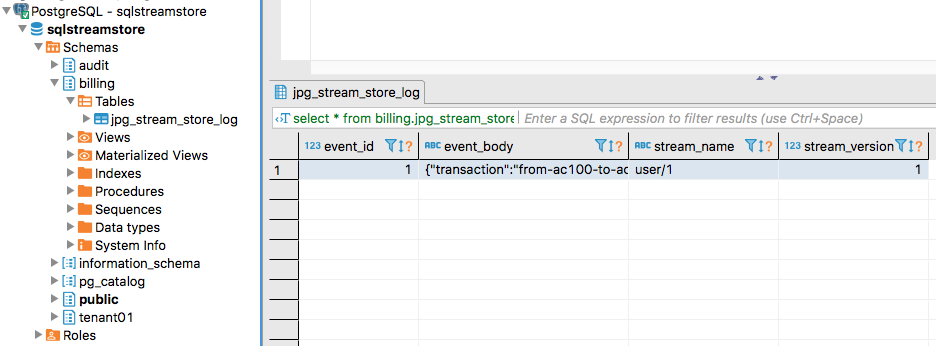 PostgreSQL - sqlstreamstore
sqlstreamstore
Schemas
audit
billing
Tables
jpg_stream_store_log
Views
Materialized Views
Indexes
Procedures
Sequences
Data types
System Info
information_schema
pg_catalog
public
tenant01
Roles
jpg_stream_store_log
select * from billing.jpg_stream_store Enter a SQL expression to filter results (use Ctrl+Space)
123 event_id ABC event_body ABC stream_name 123 stream_version
1 1 {"transaction":"from-ac100-to-ac user/1 1